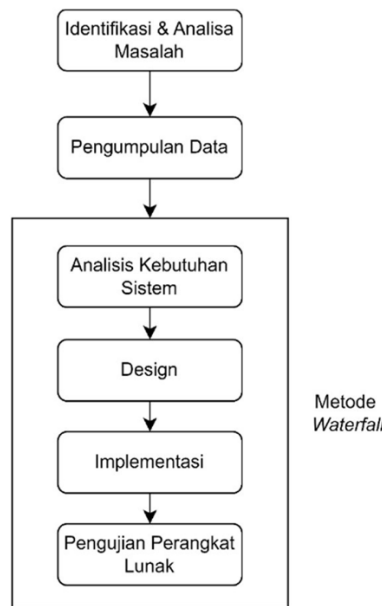 Identifikasi & Analisa
Masalah
Pengumpulan Data
Analisis Kebutuhan
Sistem
Design
Implementasi
Pengujian Perangkat
Lunak
Metode
Waterfall